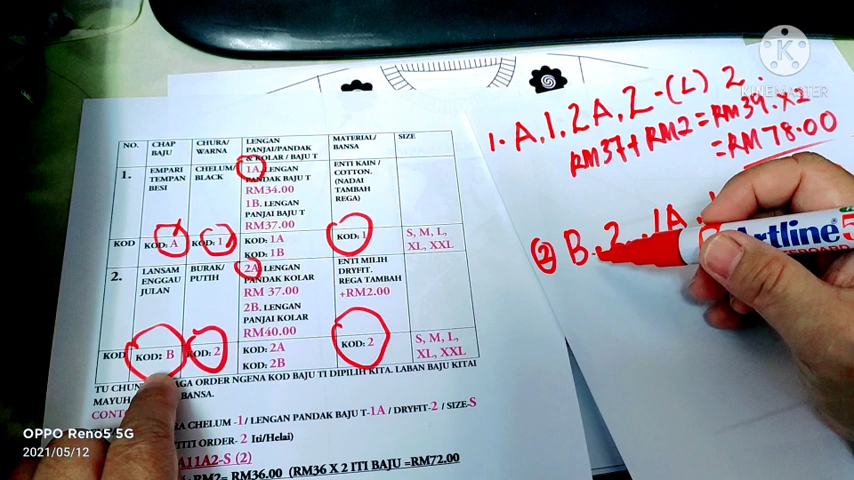 1. A, 1, 2A, 2 - (L) 2.
RM37 + RM2 = RM39. X2
= RM78.00
② B. 2. 1A. 1
Artline 5
K
KINEMASTER
NO.
CHAP BAJU
CHURA/ WARNA
LENGAN PANJAI/PANDAK & KOLAR / BAJU T
MATERIAL/ BANSA
SIZE
1.
EMPARI TEMPAN BESI
CHELUM/ BLACK
1A. LENGAN PANDAK BAJU T
RM34.00
1B. LENGAN PANJAI BAJU T
RM37.00
ENTI KAIN / COTTON. (NADAI TAMBAH REGA)
KOD
KOD: A
KOD: 1
KOD: 1A
KOD: 1B
KOD: 1
S, M, L, XL, XXL
2.
LANSAM ENGGAU JULAN
BURAK/ PUTIH
2A. LENGAN PANDAK KOLAR
RM 37.00
2B. LENGAN PANJAI KOLAR
RM40.00
ENTI MILIH DRYFIT. REGA TAMBAH +RM2.00
KOD
KOD: B
KOD: 2
KOD: 2A
KOD: 2B
KOD: 2
S, M, L, XL, XXL
TU CHUN AGA ORDER NGENA KOD BAJU TI DIPILIH KITA. LABAN BAJU KITAI
MAYUH BANSA.
CONT
RA CHELUM -1/ LENGAN PANDAK BAJU T-1A / DRYFIT-2 / SIZE-S
TITI ORDER- 2 Iti/Helai)
A11A2-S (2)
RM2= RM36.00 (RM36 X 2 ITI BAJU =RM72.00
OPPO Reno5 5G
2021/05/12